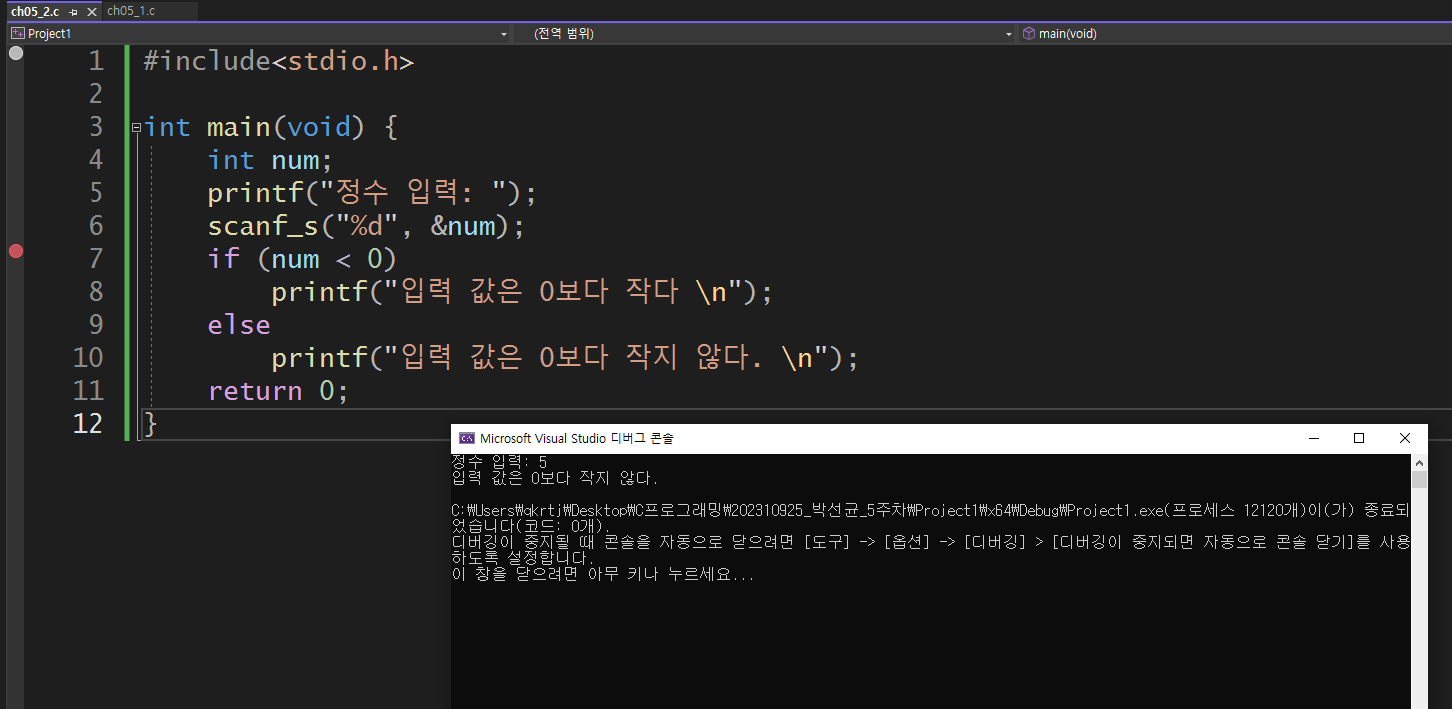 ch05_2.c
ch05_1.c
Project1
(전역 범위)
main(void)
1 #include<stdio.h>
2
3 int main(void) {
4 int num;
5 printf("정수 입력: ");
6 scanf_s("%d", &num);
7 if (num < 0)
8 printf("입력 값은 0보다 작다 \n");
9 else
10 printf("입력 값은 0보다 작지 않다. \n");
11 return 0;
12 }
Microsoft Visual Studio 디버그 콘솔
정수 입력: 5
입력 값은 0보다 작지 않다.
C:₩Users₩qkrtj₩Desktop₩C프로그래밍₩202310925_박선균_5주차₩Project1₩x64₩Debug₩Project1.exe(프로세스 12120개)이(가) 종료되
었습니다(코드: 0개).
디버깅이 중지될 때 콘솔을 자동으로 닫으려면 [도구] -> [옵션] -> [디버깅] > [디버깅이 중지되면 자동으로 콘솔 닫기]를 사용
하도록 설정합니다.
이 창을 닫으려면 아무 키나 누르세요...